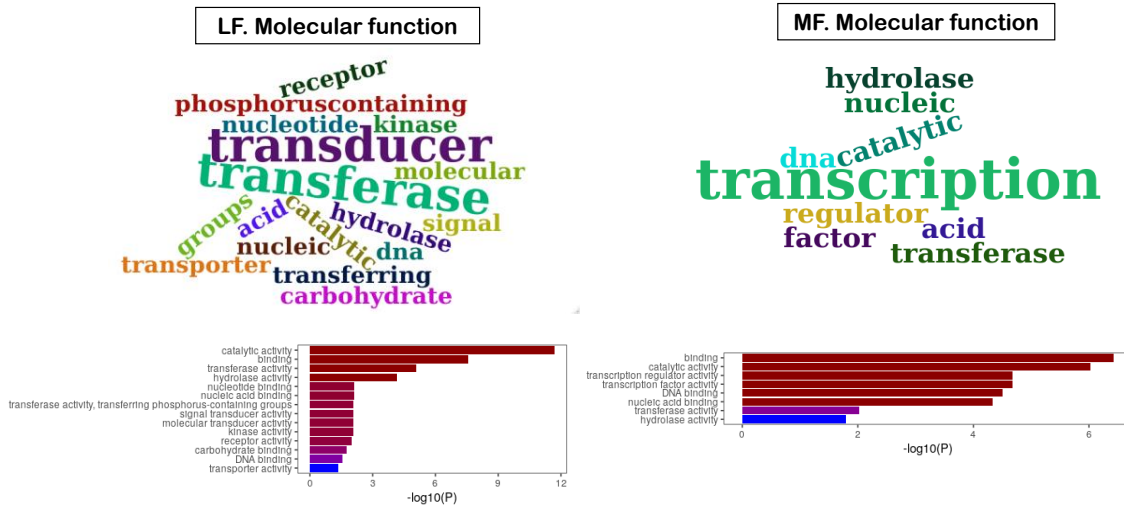 LF. Molecular function
receptor
phosphoruscontaining
nucleotide kinase
transducer
transferase
molecular
groups
acid
catalytic
hydrolase
signal
nucleic
dna
transporter
transferring
carbohydrate
catalytic activity
binding
transferase activity
hydrolase activity
nucleotide binding
nucleic acid binding
transferase activity, transferring phosphorus-containing groups
signal transducer activity
molecular transducer activity
kinase activity
receptor activity
carbohydrate binding
DNA binding
transporter activity
0 3 6 9 12
-log10(P)
MF. Molecular function
hydrolase
nucleic
catalytic
dna
transcription
regulator
factor
acid
transferase
binding
catalytic activity
transcription regulator activity
transcription factor activity
DNA binding
nucleic acid binding
transferase activity
hydrolase activity
0 2 4 6
-log10(P)